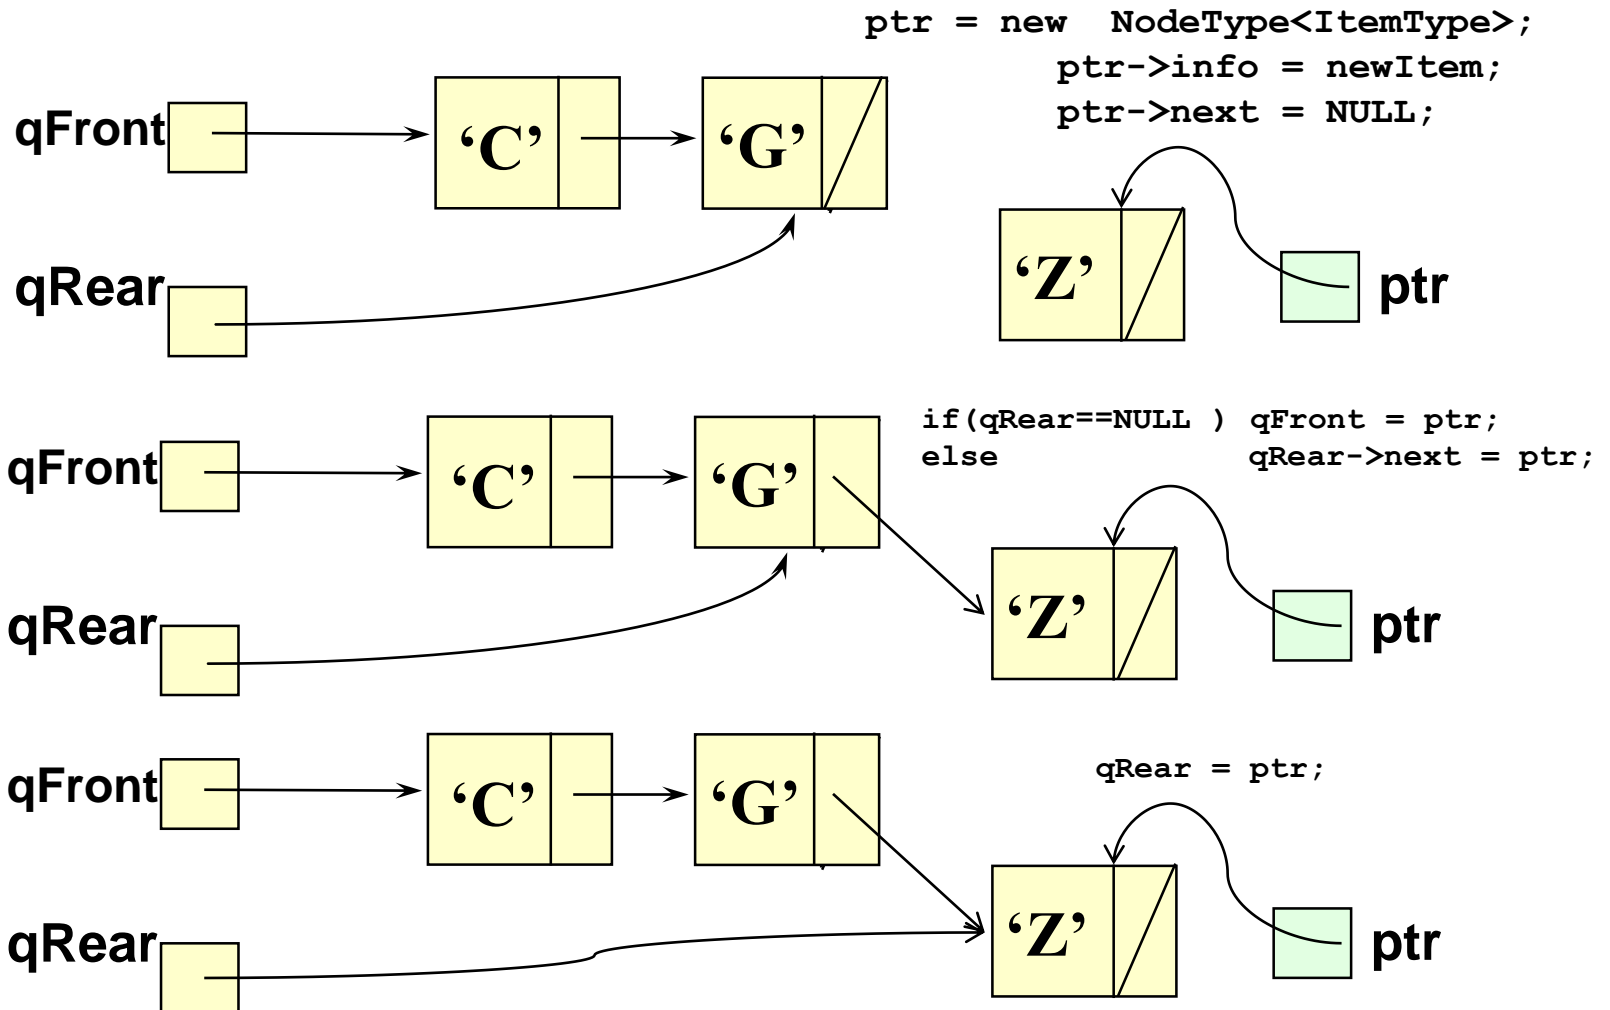 ptr = new  NodeType<ItemType>;
ptr->info = newItem;
ptr->next = NULL;
qFront
‘C’
‘G’
‘Z’
qRear
ptr
if(qRear==NULL ) qFront = ptr;
else qRear->next = ptr;
qFront
‘C’
‘G’
‘Z’
qRear
ptr
qRear = ptr;
qFront
‘C’
‘G’
‘Z’
qRear
ptr